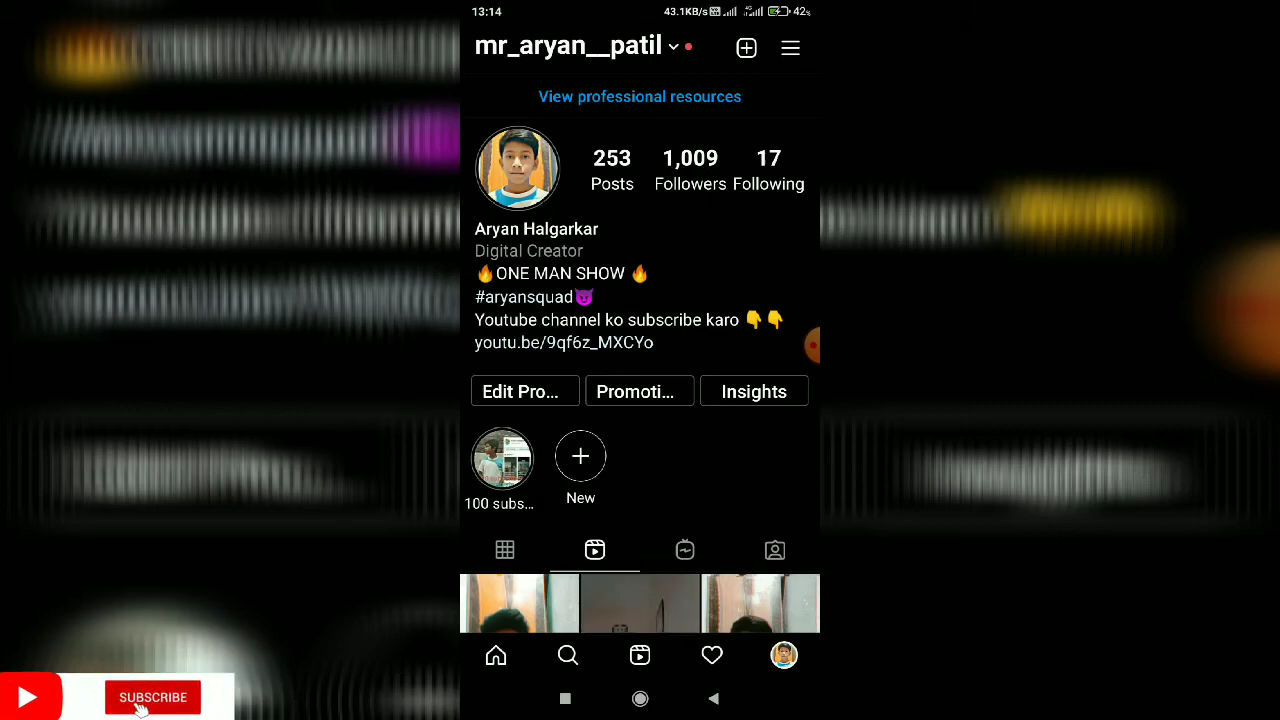 13:14 43.1KB/s 4G 42%
mr_aryan__patil
View professional resources
253 1,009 17
Posts Followers Following
Aryan Halgarkar
Digital Creator
🔥ONE MAN SHOW 🔥
#aryansquad😈
Youtube channel ko subscribe karo 👇👇
youtu.be/9qf6z_MXCYo
Edit Pro... Promoti... Insights
100 subs... New
SUBSCRIBE